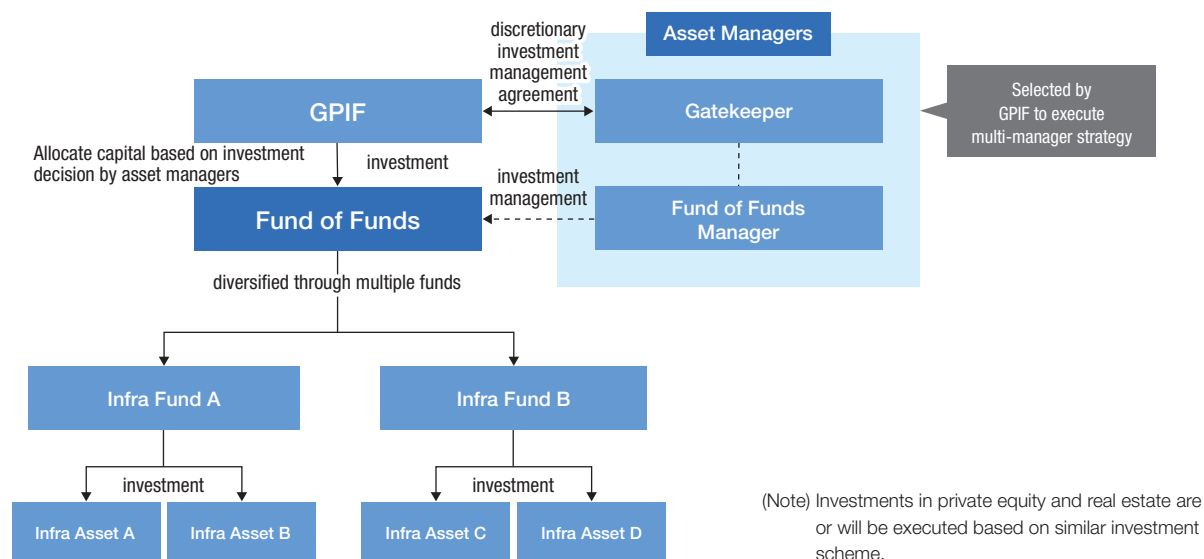 discretionary
investment
management
agreement
Asset Managers
GPIF
Gatekeeper
Selected by
GPIF to execute
multi-manager strategy
Allocate capital based on investment
decision by asset managers
investment
investment
management
Fund of Funds
Fund of Funds
Manager
diversified through multiple funds
Infra Fund A
Infra Fund B
investment
investment
Infra Asset A
Infra Asset B
Infra Asset C
Infra Asset D
(Note) Investments in private equity and real estate are
or will be executed based on similar investment
scheme.